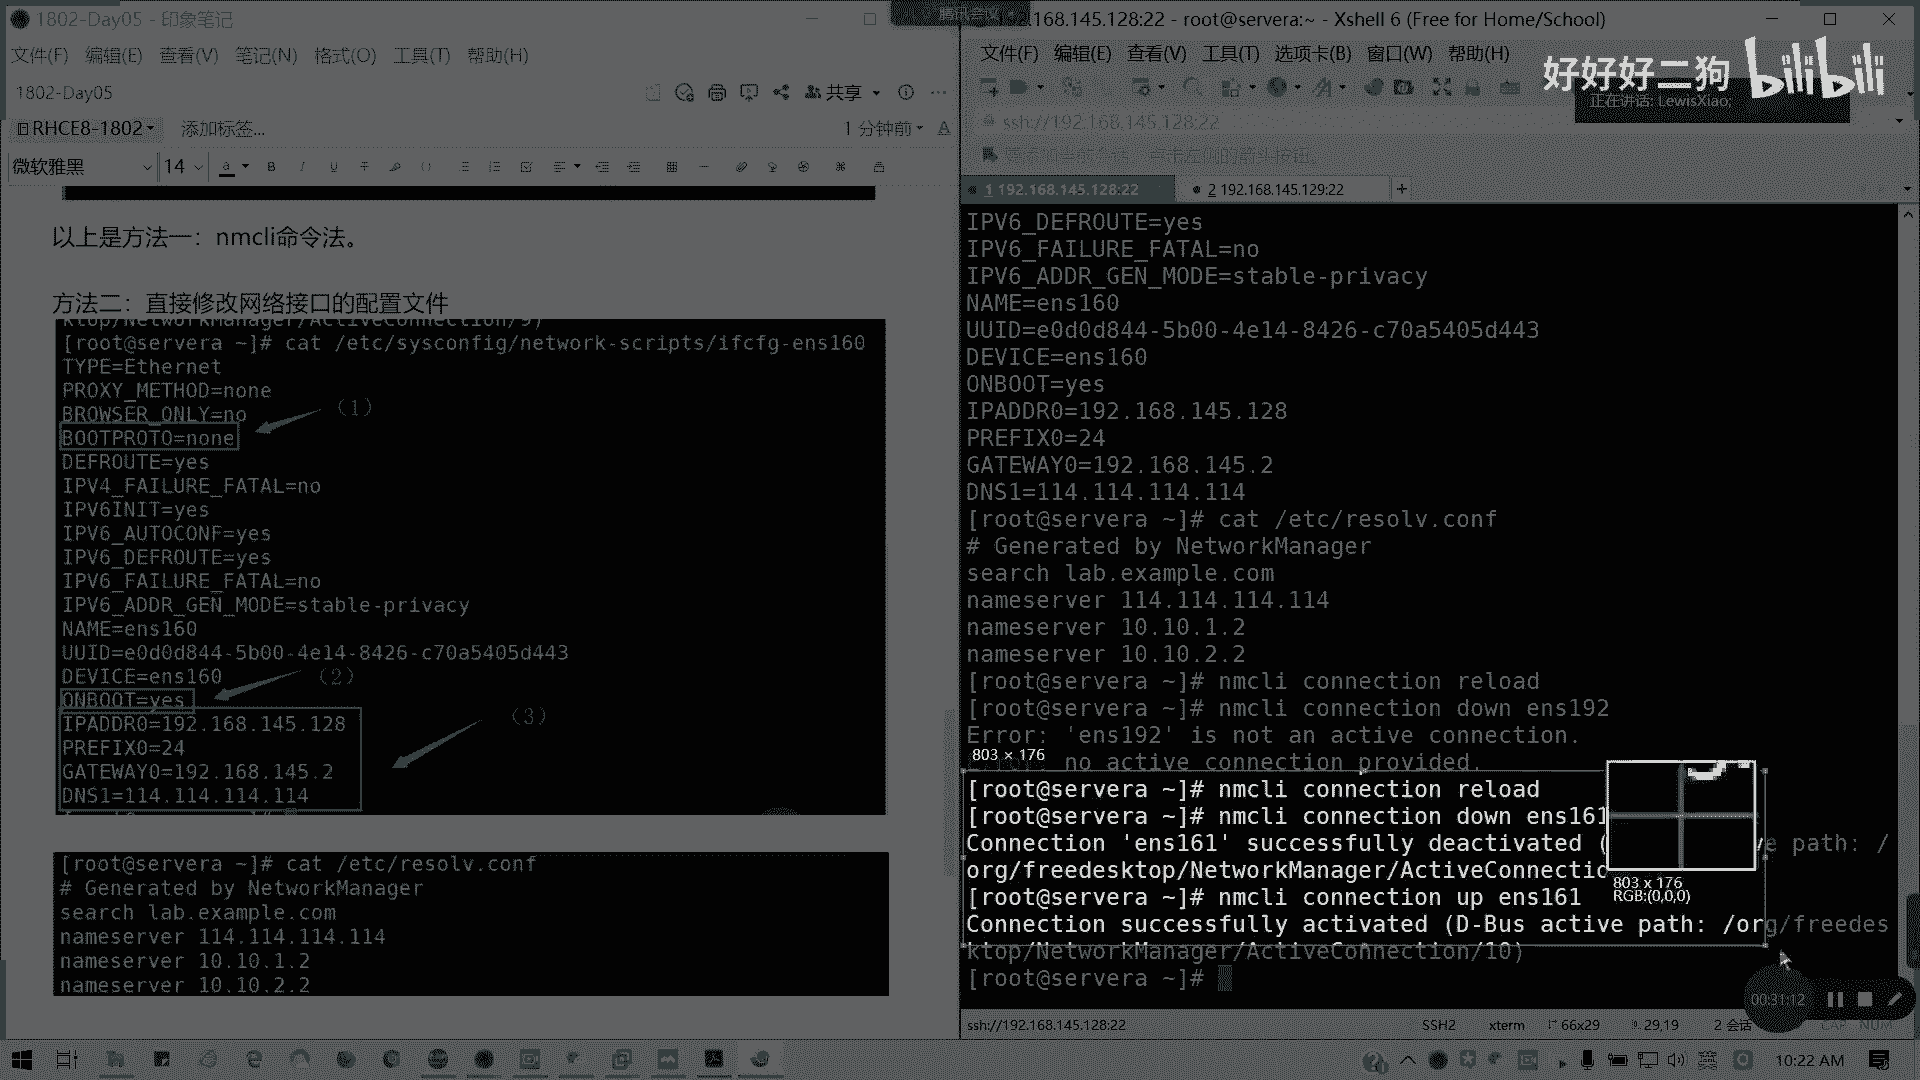 1802-Day05 - 印象笔记
文件(F) 编辑(E) 查看(V) 笔记(N) 格式(O) 工具(T) 帮助(H)
1802-Day05
共享
RHCE8-1802 添加标签...
1 分钟前
微软雅黑 14
以上是方法一：nmcli命令法。
方法二：直接修改网络接口的配置文件
ktop/NetworkManager/ActiveConnection/9)
[root@servera ~]# cat /etc/sysconfig/network-scripts/ifcfg-ens160
TYPE=Ethernet
PROXY_METHOD=none
BROWSER_ONLY=no
（1）
BOOTPROTO=none
DEFROUTE=yes
IPV4_FAILURE_FATAL=no
IPV6INIT=yes
IPV6_AUTOCONF=yes
IPV6_DEFROUTE=yes
IPV6_FAILURE_FATAL=no
IPV6_ADDR_GEN_MODE=stable-privacy
NAME=ens160
UUID=e0d0d844-5b00-4e14-8426-c70a5405d443
DEVICE=ens160
（2）
ONBOOT=yes
（3）
IPADDR0=192.168.145.128
PREFIX0=24
GATEWAY0=192.168.145.2
DNS1=114.114.114.114
[root@servera ~]# cat /etc/resolv.conf
# Generated by NetworkManager
search lab.example.com
nameserver 114.114.114.114
nameserver 10.10.1.2
nameserver 10.10.2.2
腾讯会议
.168.145.128:22 - root@servera:~ - Xshell 6 (Free for Home/School)
文件(F) 编辑(E) 查看(V) 工具(T) 选项卡(B) 窗口(W) 帮助(H)
好好好二狗 bilibili
正在讲话: LewisXiao;
ssh://192.168.145.128:22
1 192.168.145.128:22
2 192.168.145.129:22
IPV6_DEFROUTE=yes
IPV6_FAILURE_FATAL=no
IPV6_ADDR_GEN_MODE=stable-privacy
NAME=ens160
UUID=e0d0d844-5b00-4e14-8426-c70a5405d443
DEVICE=ens160
ONBOOT=yes
IPADDR0=192.168.145.128
PREFIX0=24
GATEWAY0=192.168.145.2
DNS1=114.114.114.114
[root@servera ~]# cat /etc/resolv.conf
# Generated by NetworkManager
search lab.example.com
nameserver 114.114.114.114
nameserver 10.10.1.2
nameserver 10.10.2.2
[root@servera ~]# nmcli connection reload
[root@servera ~]# nmcli connection down ens192
Error: 'ens192' is not an active connection.
803 × 176
no active connection provided.
[root@servera ~]# nmcli connection reload
[root@servera ~]# nmcli connection down ens161
Connection 'ens161' successfully deactivated ( e path: /
org/freedesktop/NetworkManager/ActiveConnectio
803 x 176
RGB:(0,0,0)
[root@servera ~]# nmcli connection up ens161
Connection successfully activated (D-Bus active path: /org/freedes
ktop/NetworkManager/ActiveConnection/10)
[root@servera ~]#
00:31:12
ssh://192.168.145.128:22 SSH2 xterm 66x29 29,19 2 会话 CAP NUM
英 10:22 AM